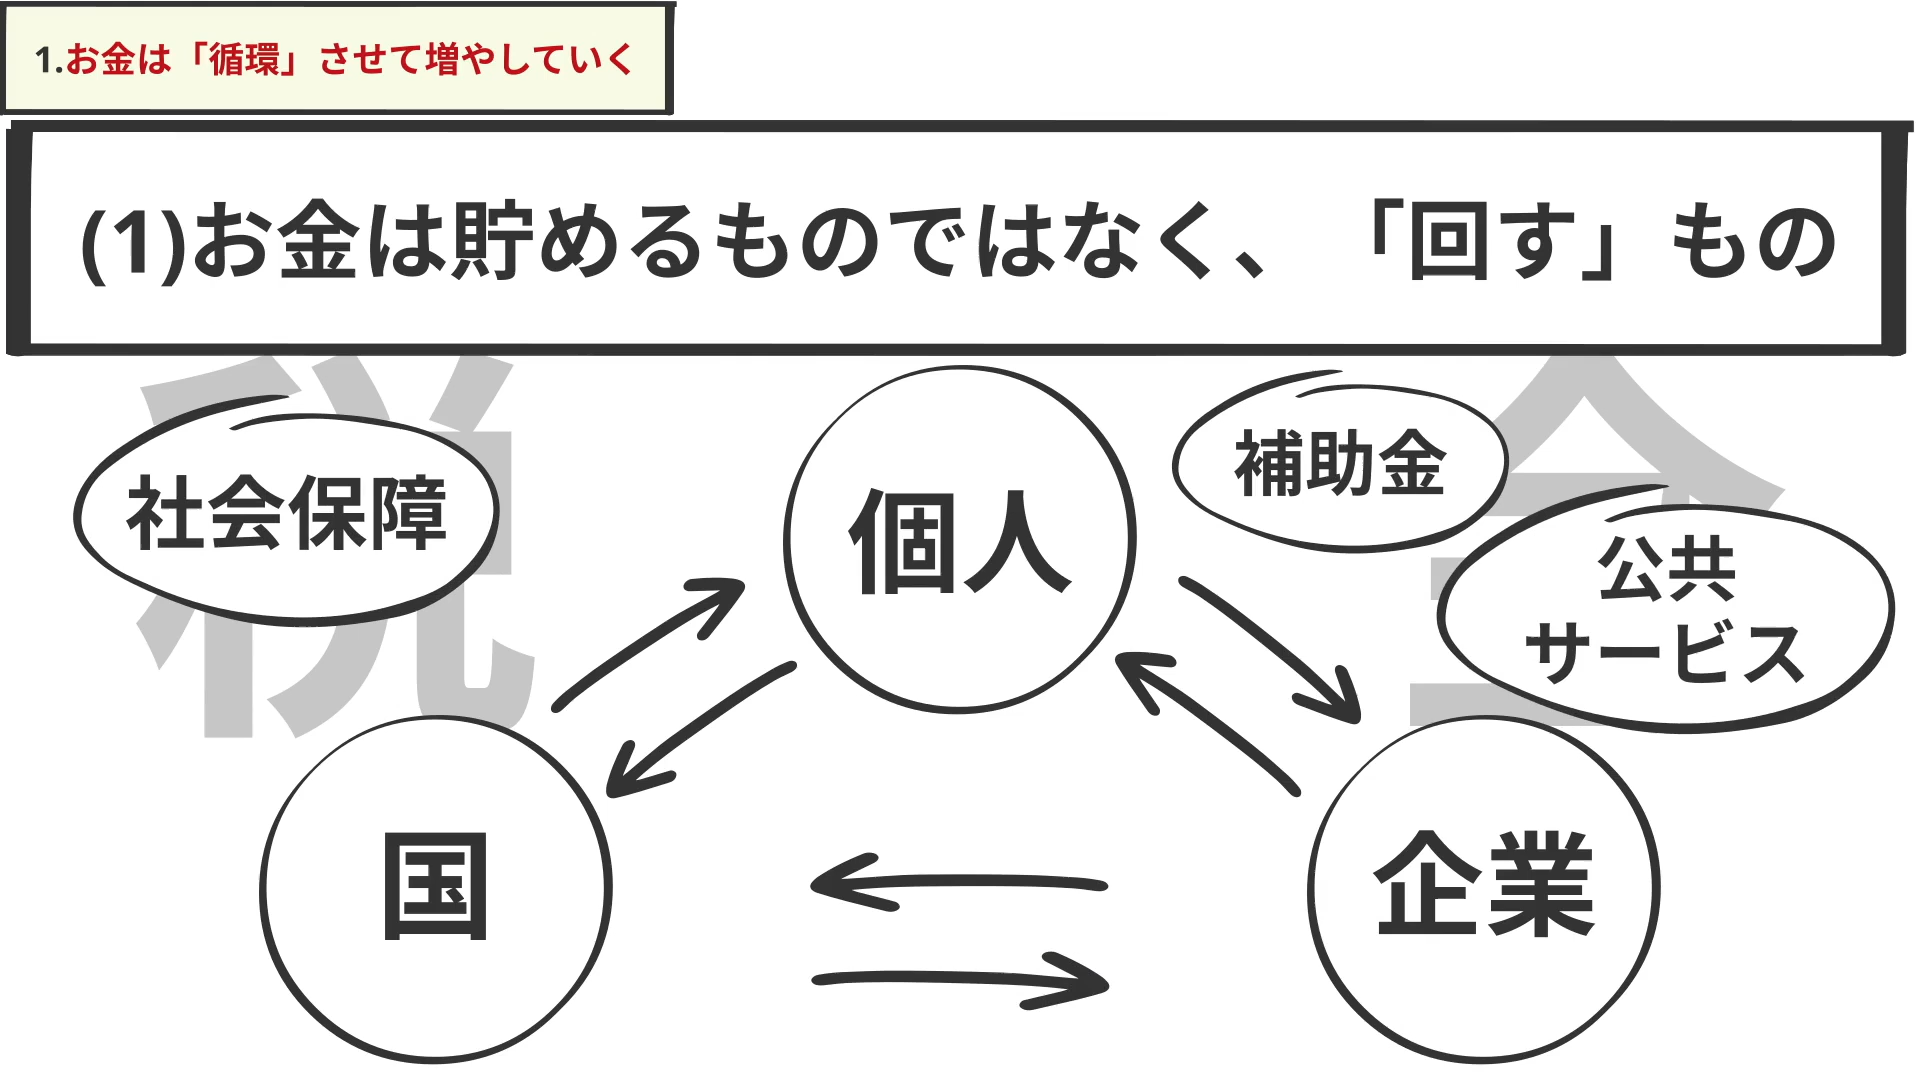 1.お金は「循環」させて増やしていく
(1)お金は貯めるものではなく、「回す」もの
税金
社会保障
個人
補助金
公共
サービス
国
企業